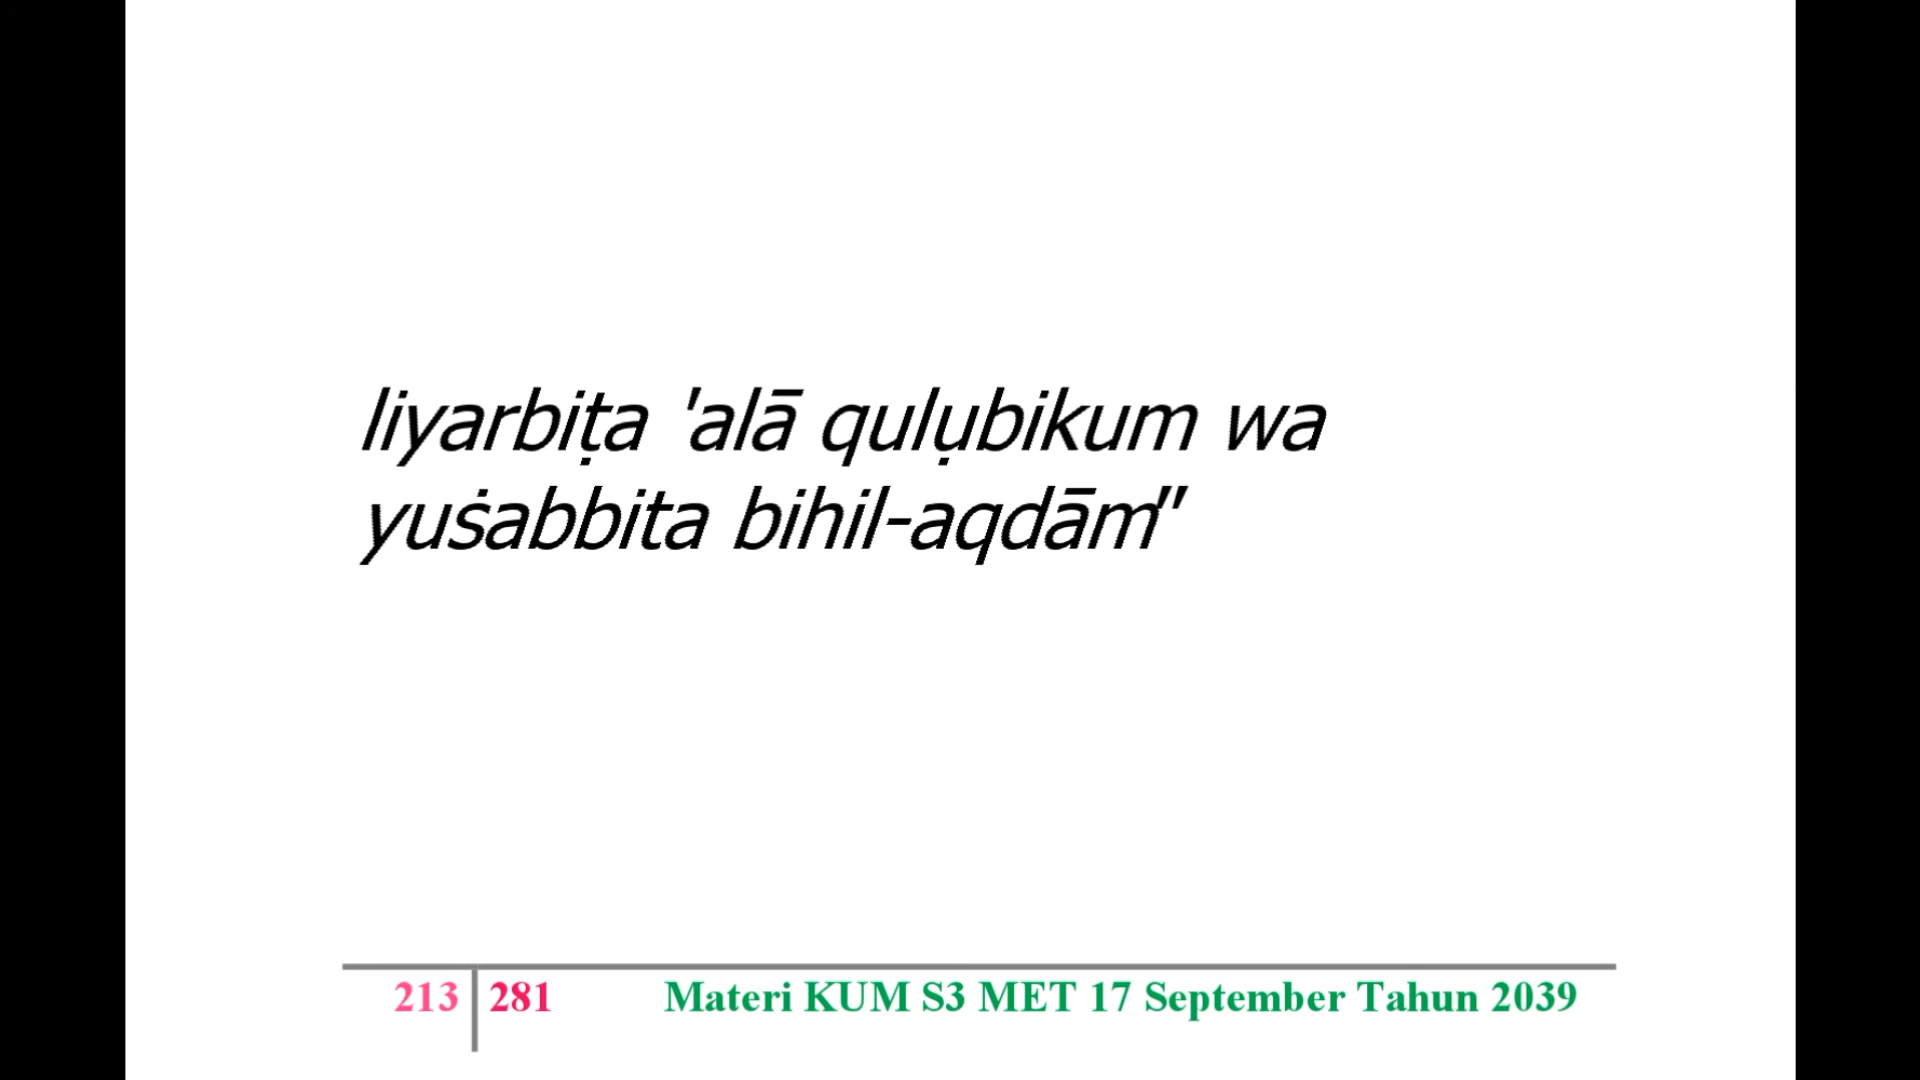 liyarbiṭa 'alā qulụbikum wa
yuṡabbita bihil-aqdām"
213 281 Materi KUM S3 MET 17 September Tahun 2039